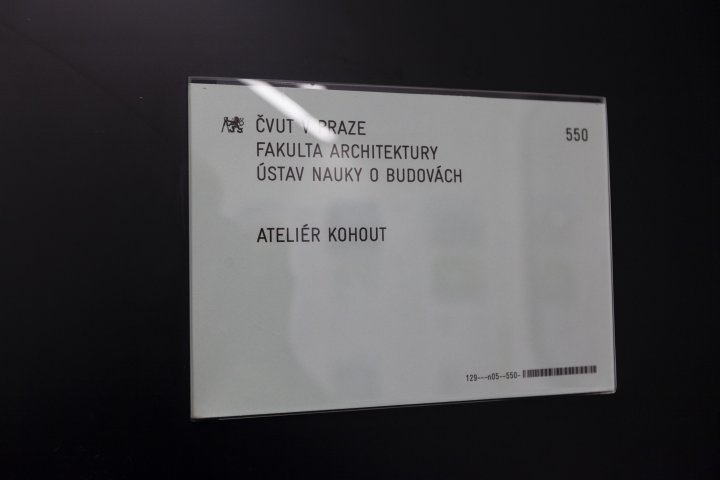 ČVUT V PRAZE
550
FAKULTA ARCHITEKTURY
ÚSTAV NAUKY O BUDOVÁCH
ATELIÉR KOHOUT
129---n05--550-